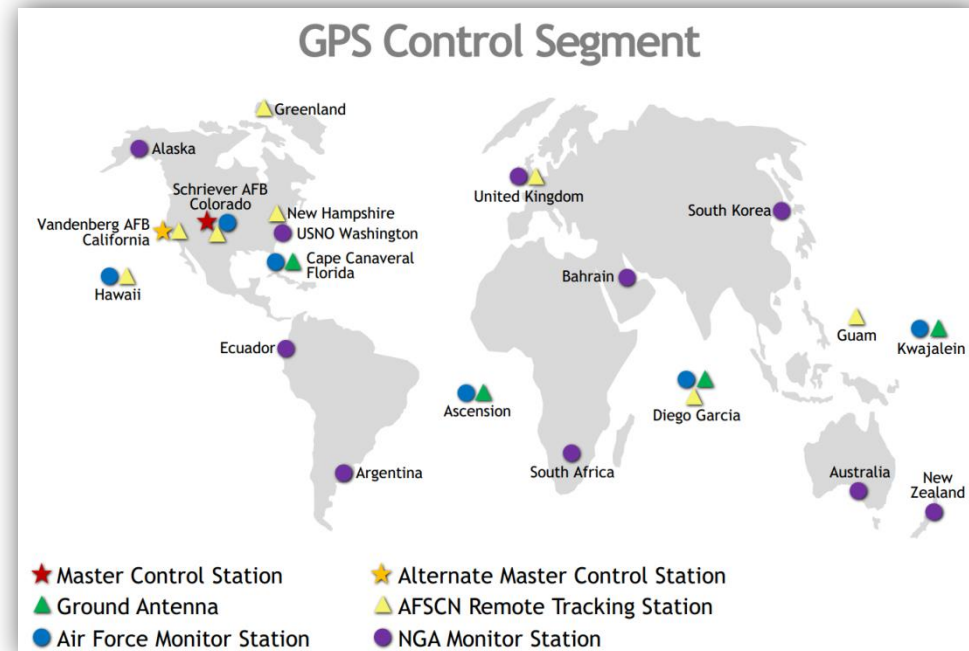 GPS Control Segment
Greenland
Alaska
Schriever AFB
Colorado
Vandenberg AFB
California
New Hampshire
USNO Washington
Cape Canaveral
Florida
Hawaii
United Kingdom
South Korea
Bahrain
Guam
Kwajalein
Ecuador
Ascension
Diego Garcia
Argentina
South Africa
Australia
New
Zealand
Master Control Station
Alternate Master Control Station
Ground Antenna
AFSCN Remote Tracking Station
Air Force Monitor Station
NGA Monitor Station